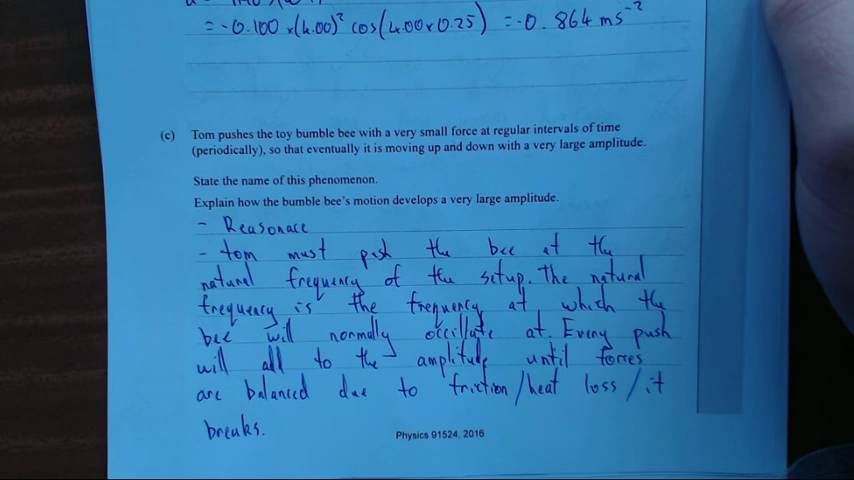 = -0.100 × (4.00)² cos(4.00 × 0.25) = -0.864 ms⁻²
(c) Tom pushes the toy bumble bee with a very small force at regular intervals of time
(periodically), so that eventually it is moving up and down with a very large amplitude.
State the name of this phenomenon.
Explain how the bumble bee's motion develops a very large amplitude.
- Reasonace
- tom must push the bee at the
natural frequency of the setup. The natural
frequency is the frequency at which the
bee will normally occillate at. Every push
will add to the amplitude until forces
are balanced due to friction/heat loss/it
breaks.
Physics 91524, 2016